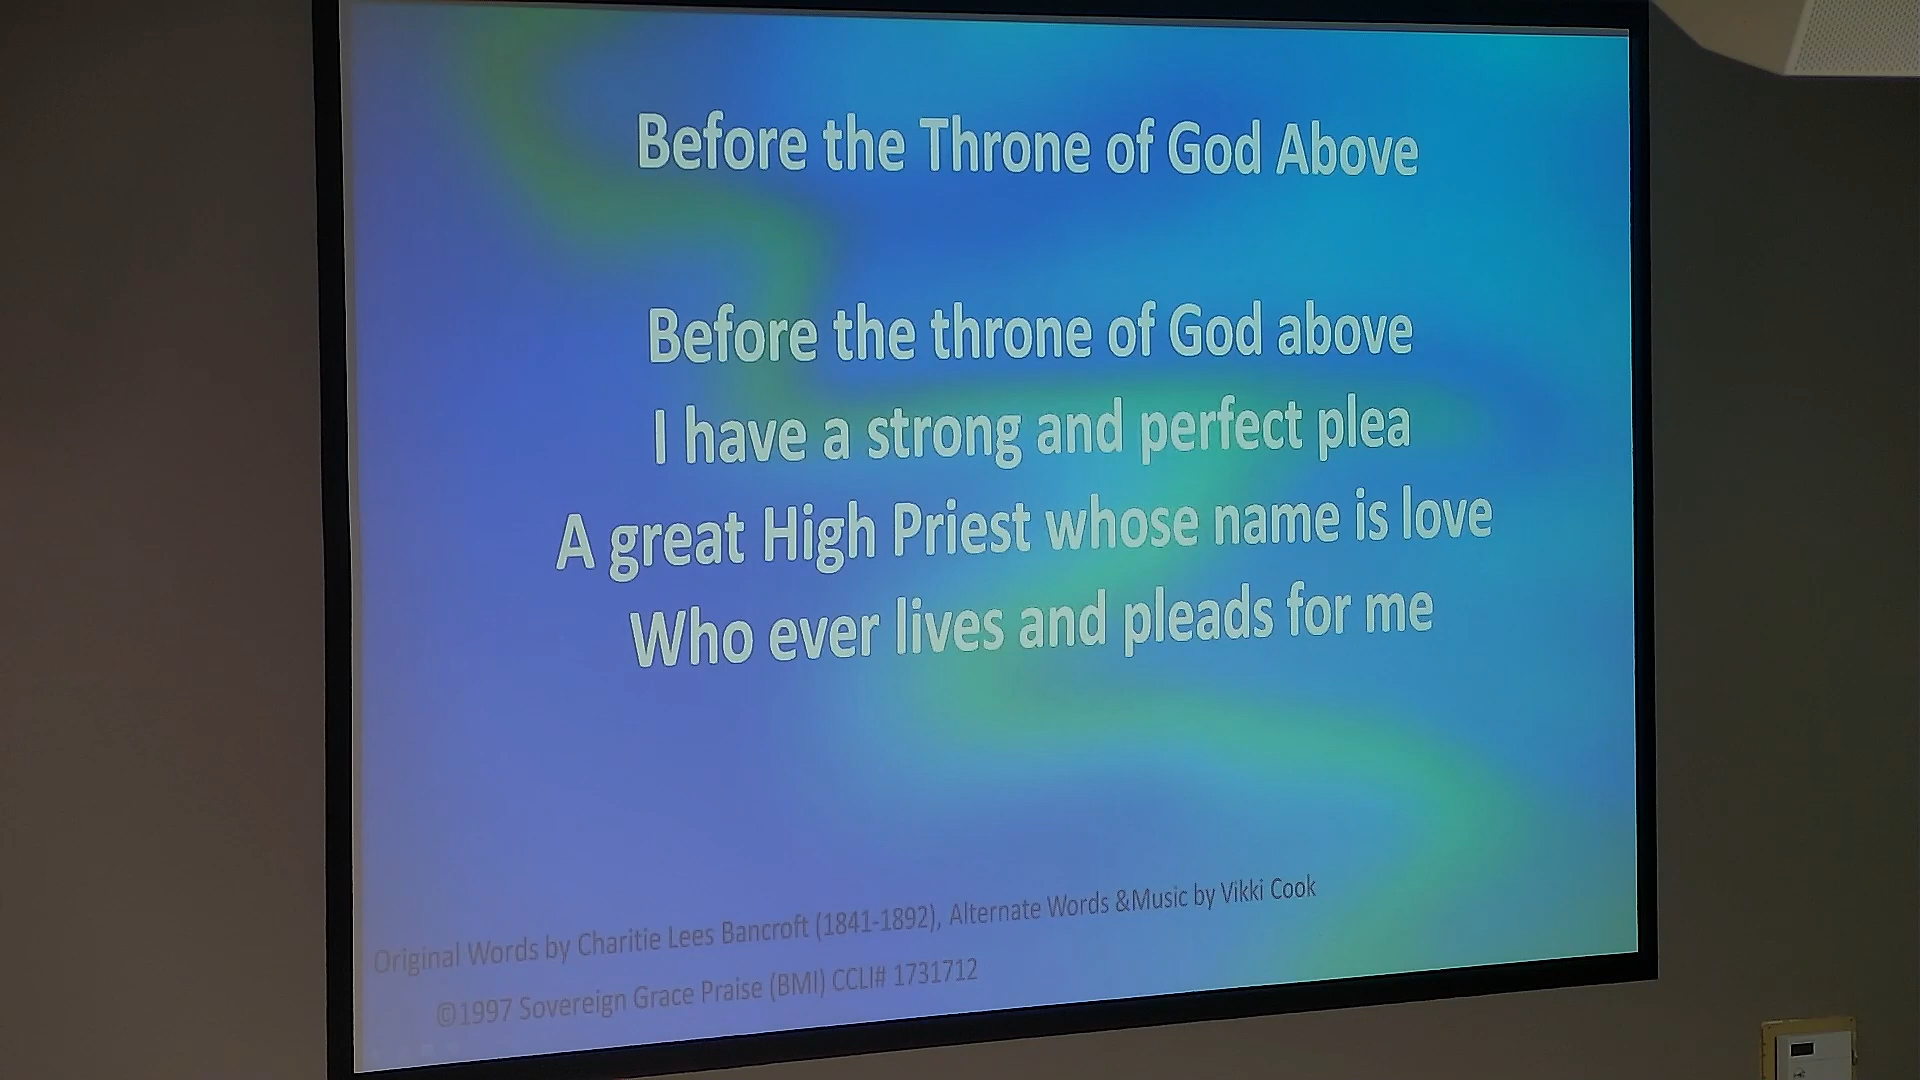 Before the Throne of God Above
Before the throne of God above
I have a strong and perfect plea
A great High Priest whose name is love
Who ever lives and pleads for me
Original Words by Charitie Lees Bancroft (1841-1892), Alternate Words &Music by Vikki Cook
©1997 Sovereign Grace Praise (BMI) CCLI# 1731712